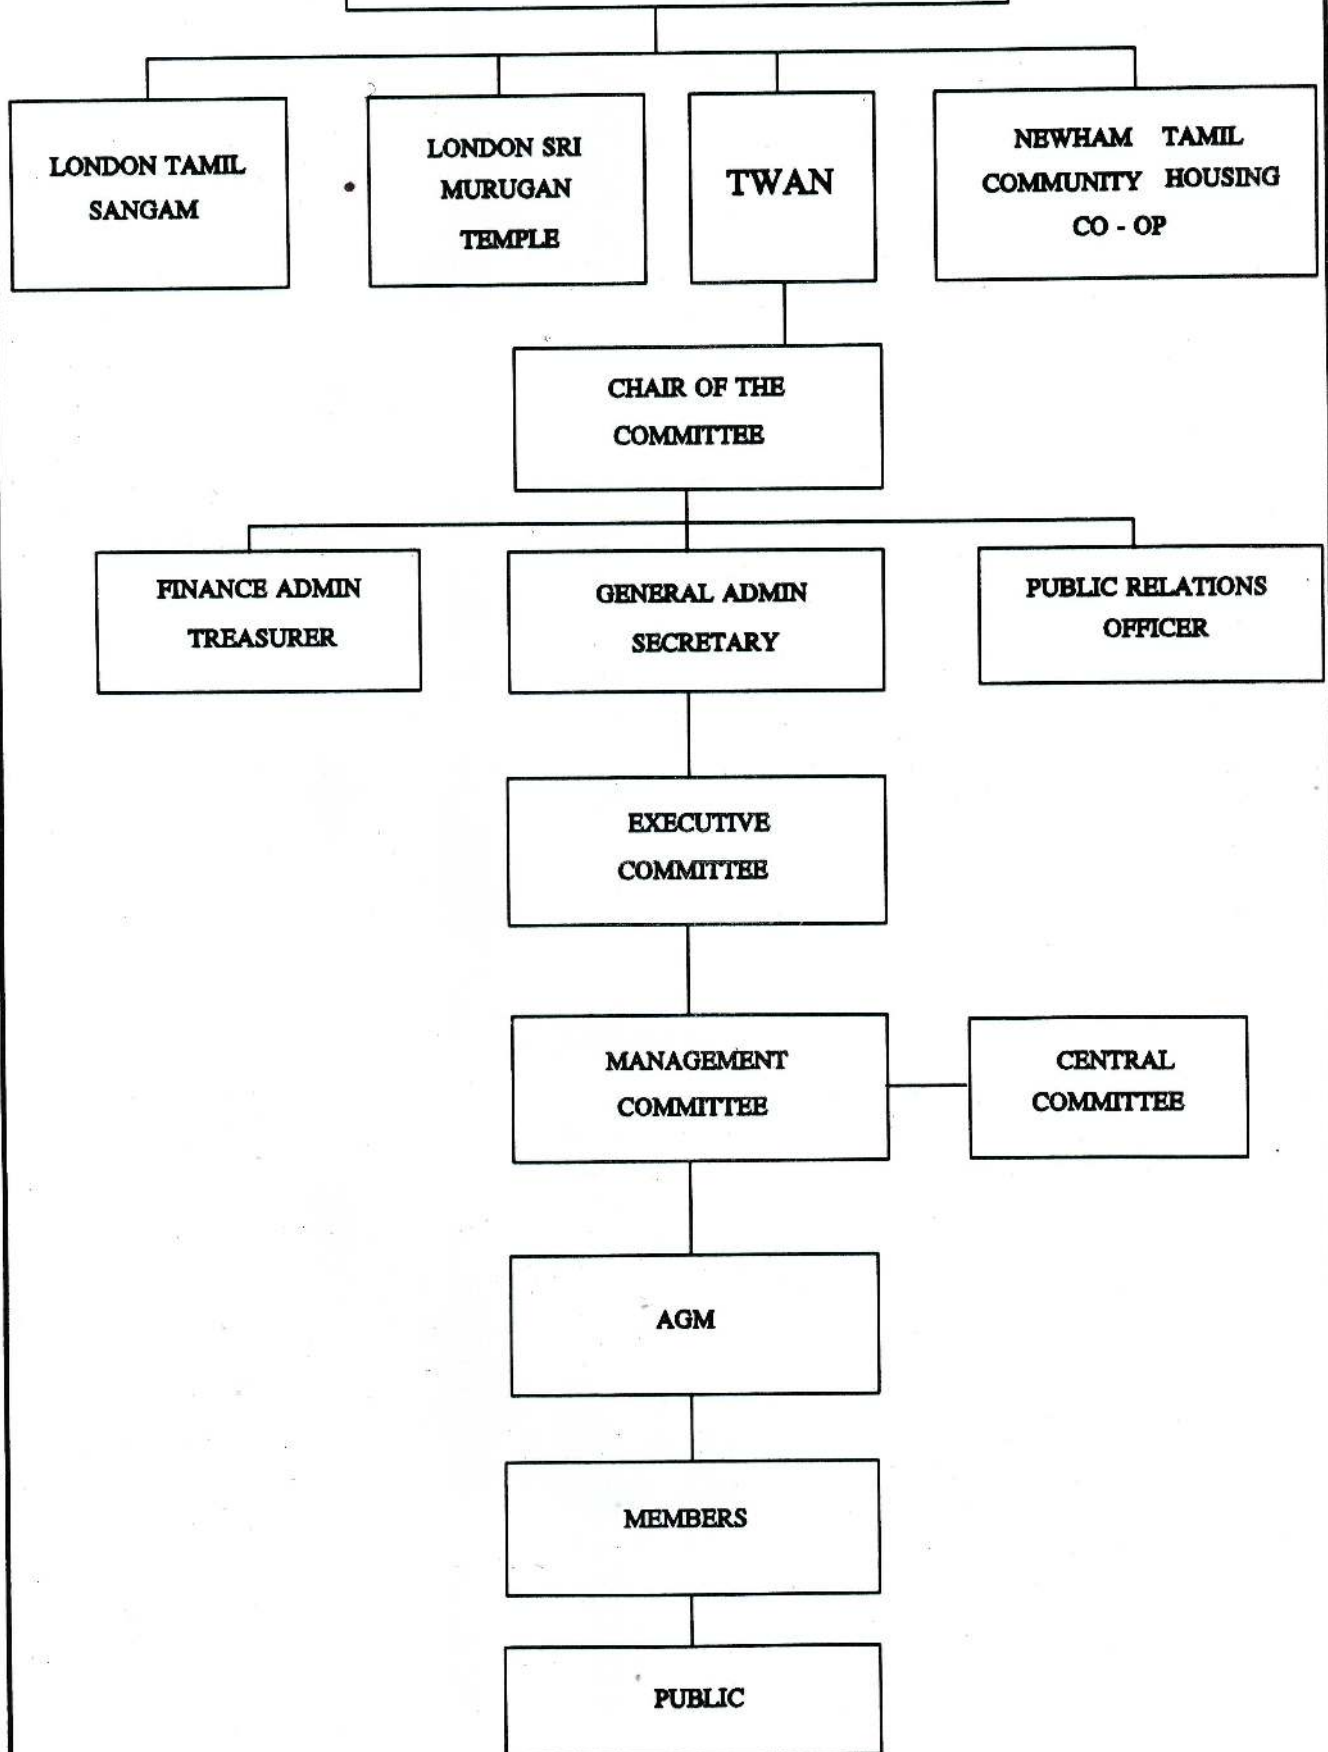 LONDON TAMIL
SANGAM
LONDON SRI
MURUGAN
TEMPLE
TWAN
NEWHAM TAMIL
COMMUNITY HOUSING
CO - OP
CHAIR OF THE
COMMITTEE
FINANCE ADMIN
TREASURER
GENERAL ADMIN
SECRETARY
PUBLIC RELATIONS
OFFICER
EXECUTIVE
COMMITTEE
MANAGEMENT
COMMITTEE
CENTRAL
COMMITTEE
AGM
MEMBERS
PUBLIC